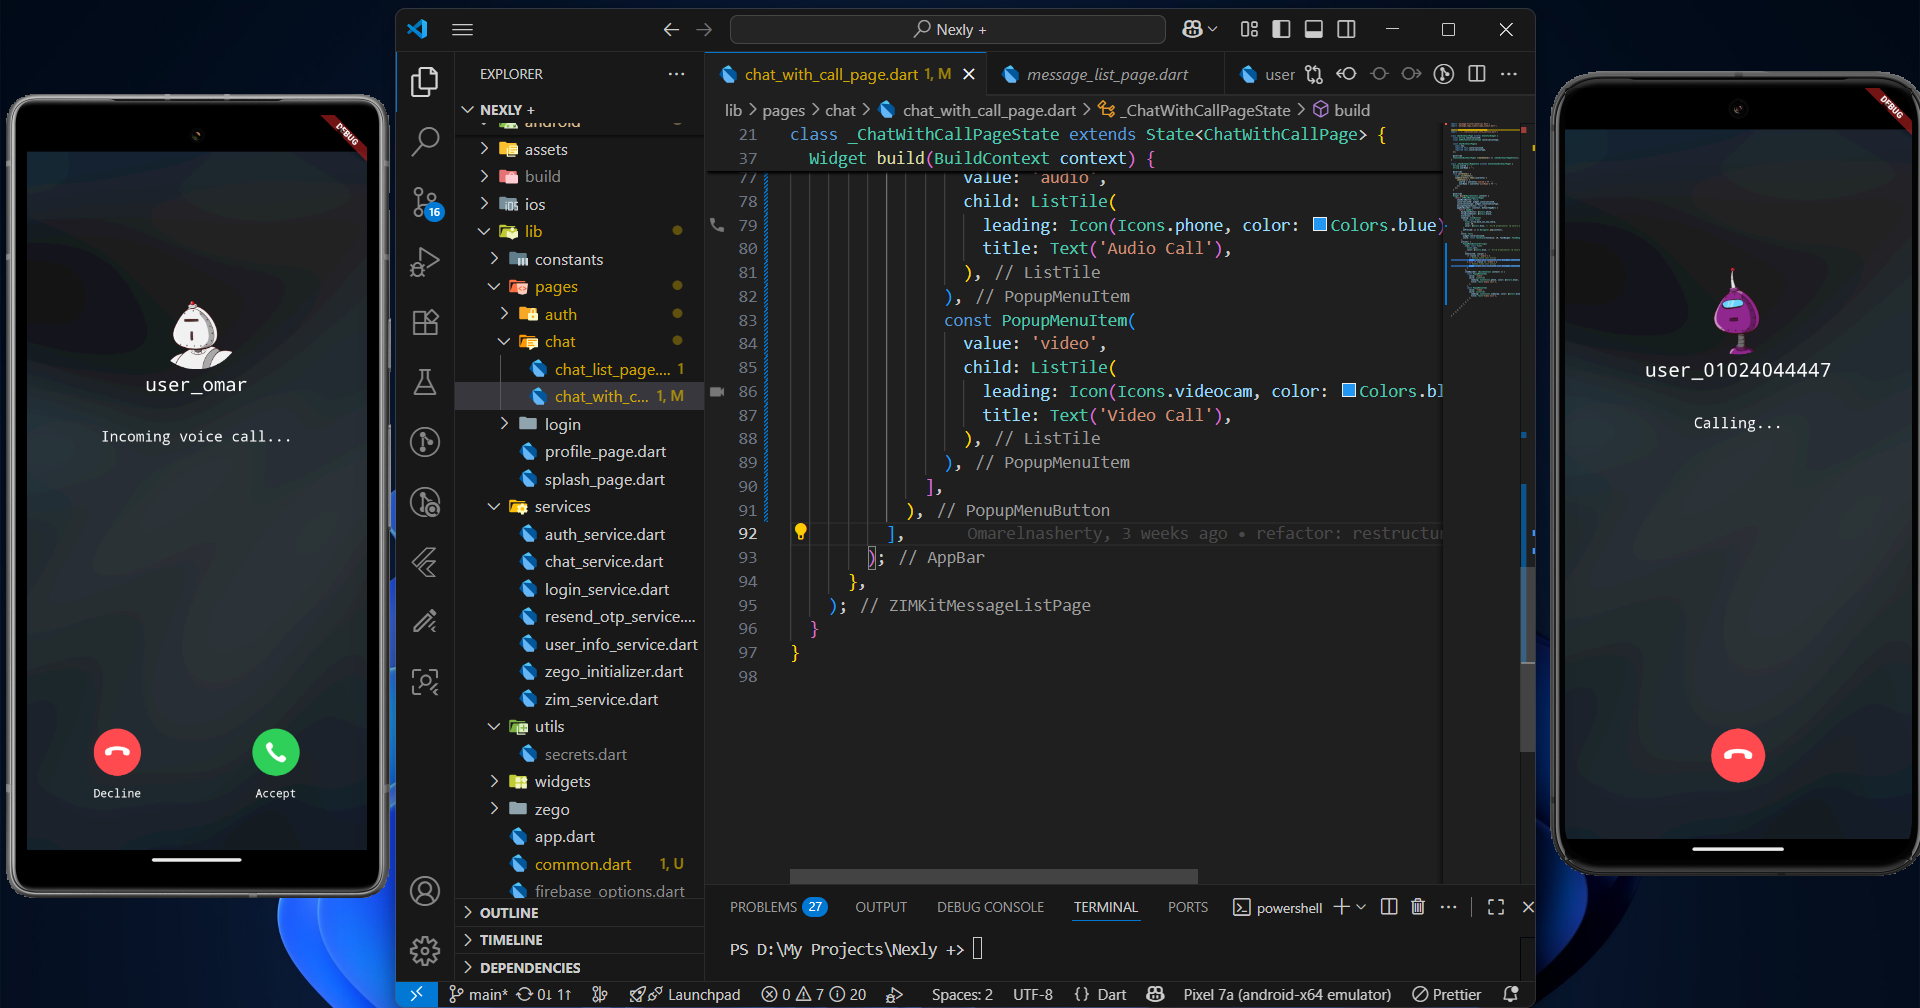 DEBUG
user_omar
Incoming voice call...
Decline
Accept
Nexly +
EXPLORER
NEXLY +
android
assets
build
ios
lib
constants
pages
auth
chat
chat_list_page.... 1
chat_with_c... 1, M
login
profile_page.dart
splash_page.dart
services
auth_service.dart
chat_service.dart
login_service.dart
resend_otp_service....
user_info_service.dart
zego_initializer.dart
zim_service.dart
utils
secrets.dart
widgets
zego
app.dart
common.dart 1, U
firebase_options.dart
OUTLINE
TIMELINE
DEPENDENCIES
16
chat_with_call_page.dart 1, M
message_list_page.dart
user
lib > pages > chat > chat_with_call_page.dart > _ChatWithCallPageState > build
21 class _ChatWithCallPageState extends State<ChatWithCallPage> {
37 Widget build(BuildContext context) {
77 value: 'audio',
78 child: ListTile(
79 leading: Icon(Icons.phone, color: Colors.blue)
80 title: Text('Audio Call'),
81 ), // ListTile
82 ), // PopupMenuItem
83 const PopupMenuItem(
84 value: 'video',
85 child: ListTile(
86 leading: Icon(Icons.videocam, color: Colors.bl
87 title: Text('Video Call'),
88 ), // ListTile
89 ), // PopupMenuItem
90 ],
91 ), // PopupMenuButton
92 ], Omarelnasherty, 3 weeks ago • refactor: restructu
93 ); // AppBar
94 },
95 ); // ZIMKitMessageListPage
96 }
97 }
98
PROBLEMS 27 OUTPUT DEBUG CONSOLE TERMINAL PORTS powershell
PS D:\My Projects\Nexly +>
main* 0↓ 1↑ Launchpad 0 7 20 Spaces: 2 UTF-8 {} Dart Pixel 7a (android-x64 emulator) Prettier
DEBUG
user_01024044447
Calling...